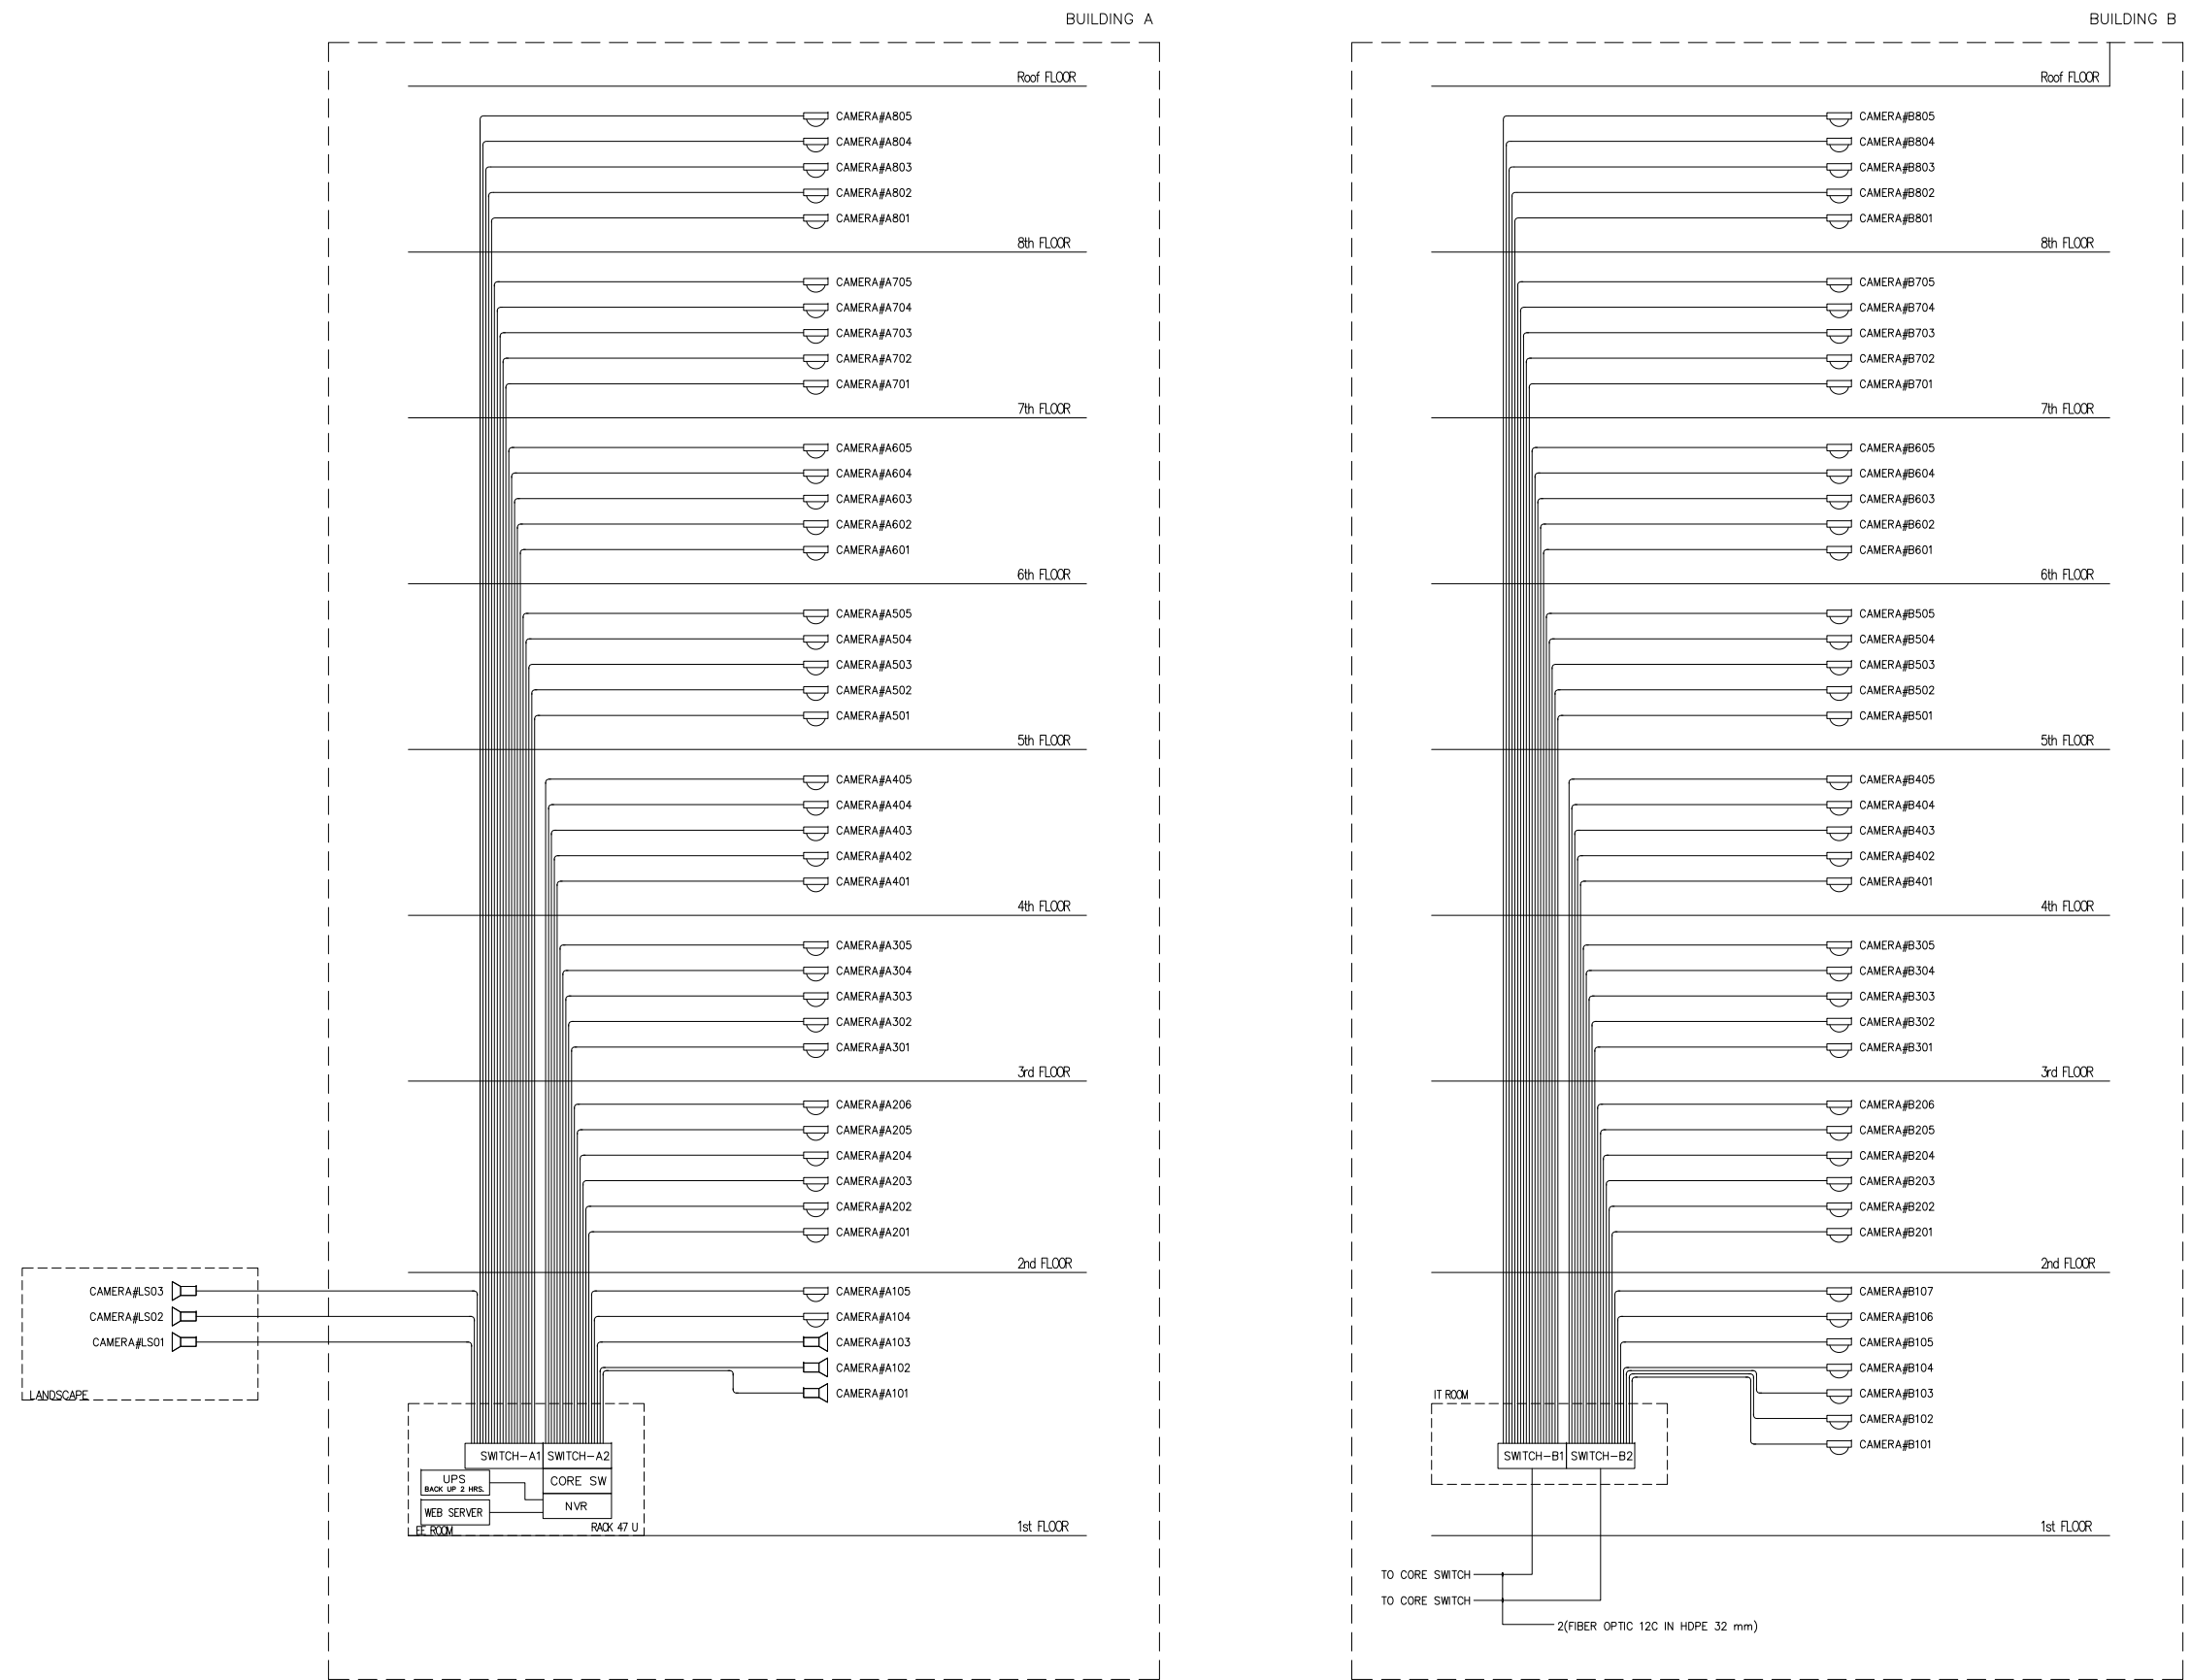 BUILDING A
Roof FLOOR
CAMERA#A805
CAMERA#A804
CAMERA#A803
CAMERA#A802
CAMERA#A801
8th FLOOR
CAMERA#A705
CAMERA#A704
CAMERA#A703
CAMERA#A702
CAMERA#A701
7th FLOOR
CAMERA#A605
CAMERA#A604
CAMERA#A603
CAMERA#A602
CAMERA#A601
6th FLOOR
CAMERA#A505
CAMERA#A504
CAMERA#A503
CAMERA#A502
CAMERA#A501
5th FLOOR
CAMERA#A405
CAMERA#A404
CAMERA#A403
CAMERA#A402
CAMERA#A401
4th FLOOR
CAMERA#A305
CAMERA#A304
CAMERA#A303
CAMERA#A302
CAMERA#A301
3rd FLOOR
CAMERA#A206
CAMERA#A205
CAMERA#A204
CAMERA#A203
CAMERA#A202
CAMERA#A201
2nd FLOOR
CAMERA#LS03
CAMERA#LS02
CAMERA#LS01
LANDSCAPE
CAMERA#A105
CAMERA#A104
CAMERA#A103
CAMERA#A102
CAMERA#A101
SWITCH-A1
SWITCH-A2
UPS
BACK UP 2 HRS.
CORE SW
WEB SERVER
NVR
EE ROOM
RACK 47 U
1st FLOOR
BUILDING B
Roof FLOOR
CAMERA#B805
CAMERA#B804
CAMERA#B803
CAMERA#B802
CAMERA#B801
8th FLOOR
CAMERA#B705
CAMERA#B704
CAMERA#B703
CAMERA#B702
CAMERA#B701
7th FLOOR
CAMERA#B605
CAMERA#B604
CAMERA#B603
CAMERA#B602
CAMERA#B601
6th FLOOR
CAMERA#B505
CAMERA#B504
CAMERA#B503
CAMERA#B502
CAMERA#B501
5th FLOOR
CAMERA#B405
CAMERA#B404
CAMERA#B403
CAMERA#B402
CAMERA#B401
4th FLOOR
CAMERA#B305
CAMERA#B304
CAMERA#B303
CAMERA#B302
CAMERA#B301
3rd FLOOR
CAMERA#B206
CAMERA#B205
CAMERA#B204
CAMERA#B203
CAMERA#B202
CAMERA#B201
2nd FLOOR
CAMERA#B107
CAMERA#B106
CAMERA#B105
CAMERA#B104
CAMERA#B103
CAMERA#B102
CAMERA#B101
IT ROOM
SWITCH-B1
SWITCH-B2
1st FLOOR
TO CORE SWITCH
TO CORE SWITCH
2(FIBER OPTIC 12C IN HDPE 32 mm)